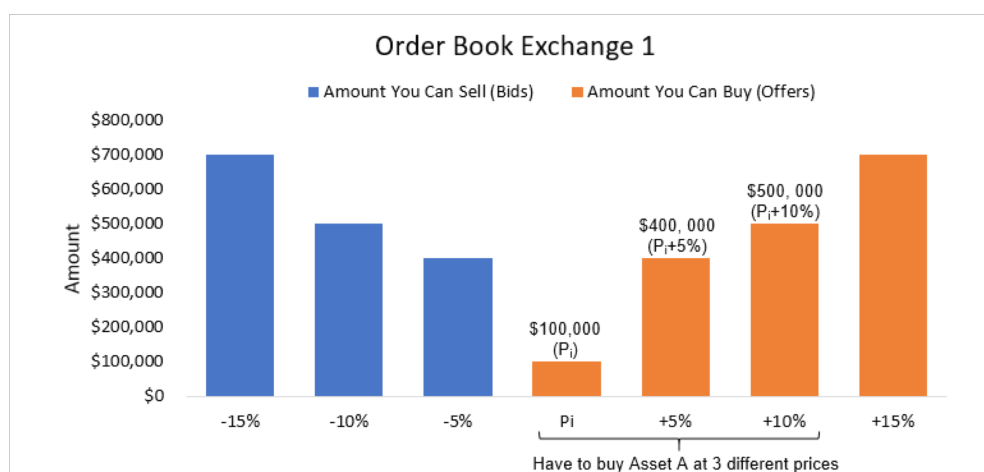 Order Book Exchange 1
Amount You Can Sell (Bids) Amount You Can Buy (Offers)
Amount
$800,000
$700,000
$600,000
$500,000
$400,000
$300,000
$200,000
$100,000
$0
$100,000
(Pi)
$400, 000
(Pi+5%)
$500, 000
(Pi+10%)
-15% -10% -5% Pi +5% +10% +15%
Have to buy Asset A at 3 different prices